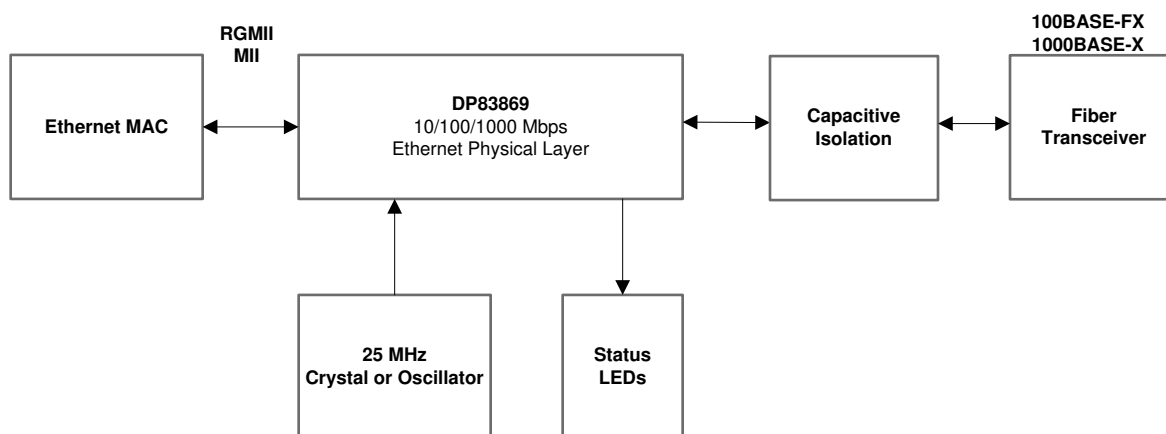 RGMII
MII
100BASE-FX
1000BASE-X
Ethernet MAC
DP83869
10/100/1000 Mbps
Ethernet Physical Layer
Capacitive
Isolation
Fiber
Transceiver
25 MHz
Crystal or Oscillator
Status
LEDs